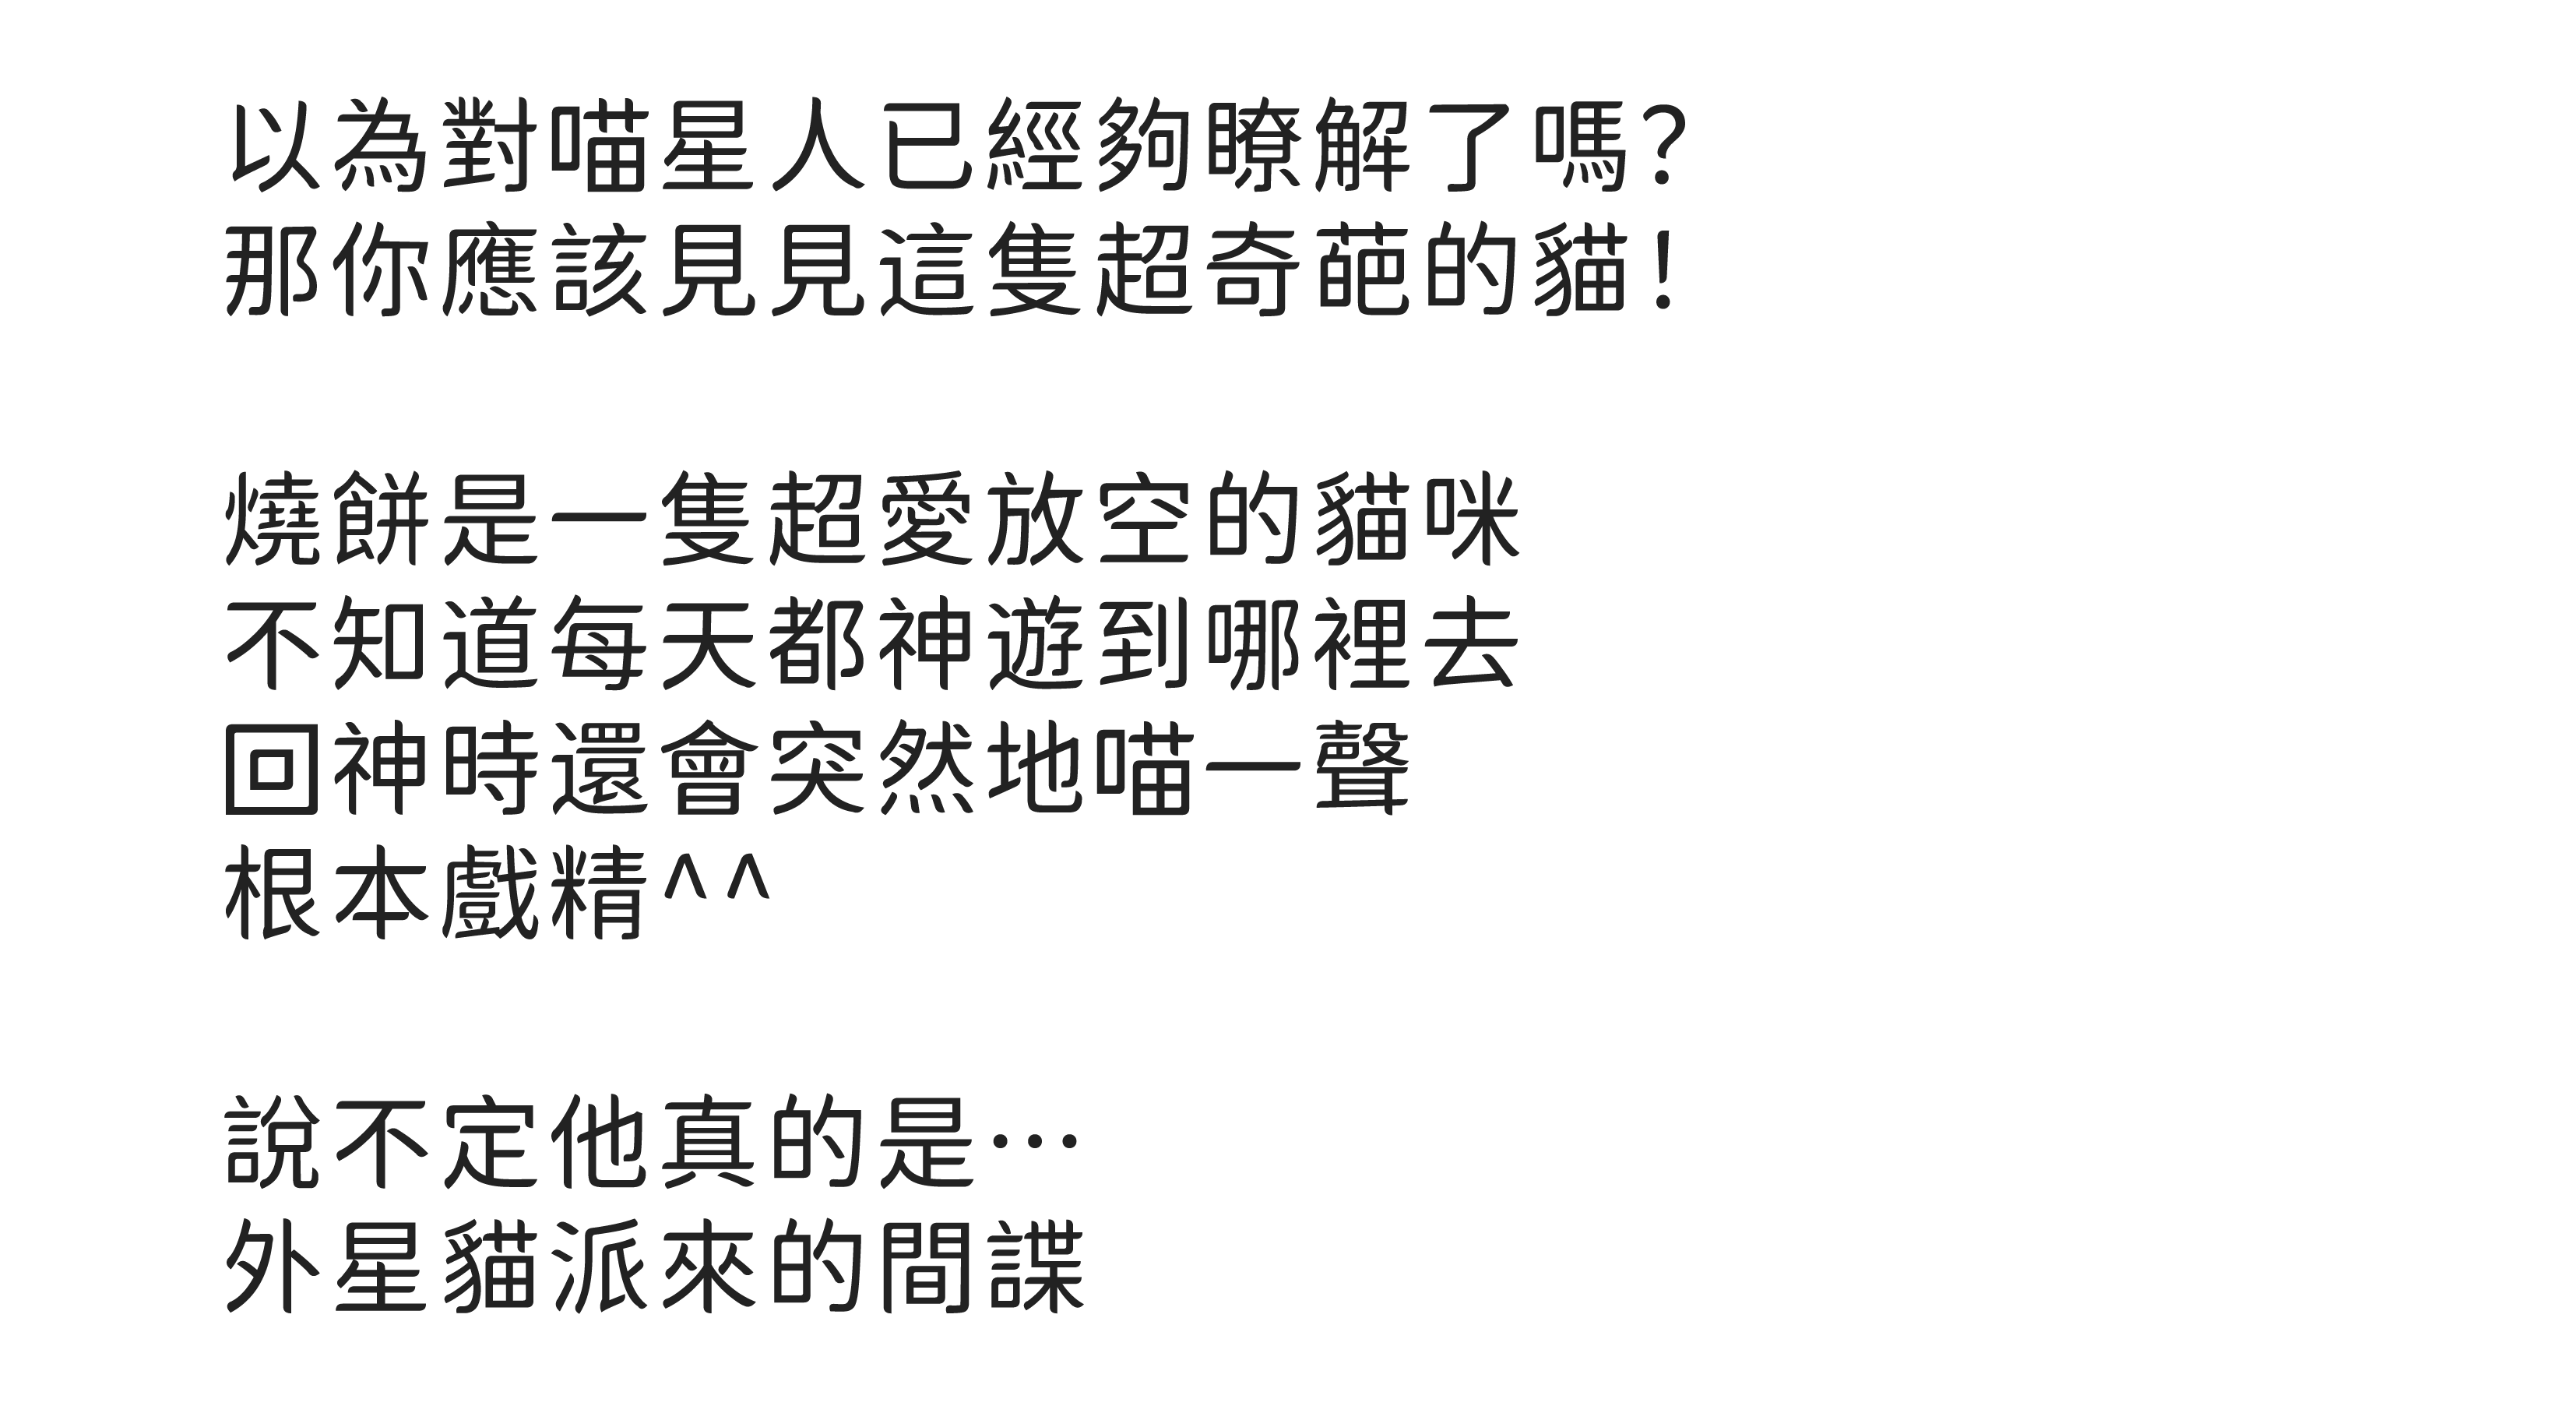 以為對喵星人已經夠瞭解了嗎?
那你應該見見這隻超奇葩的貓!
燒餅是一隻超愛放空的貓咪
不知道每天都神遊到哪裡去
回神時還會突然地喵一聲
根本戲精^^
說不定他真的是…
外星貓派來的間諜